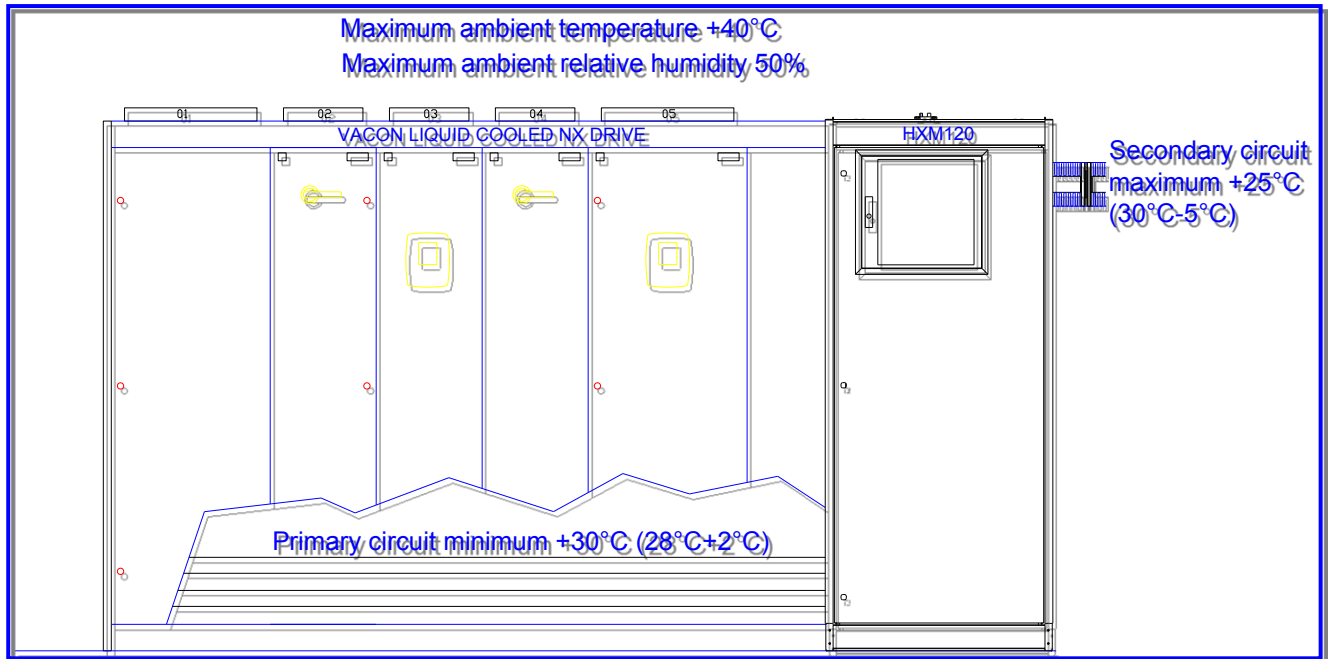 Maximum ambient temperature +40°C
Maximum ambient relative humidity 50%
01 02 03 04 05
VACON LIQUID COOLED NX DRIVE
HXM120
Secondary circuit
maximum +25°C
(30°C-5°C)
Primary circuit minimum +30°C (28°C+2°C)